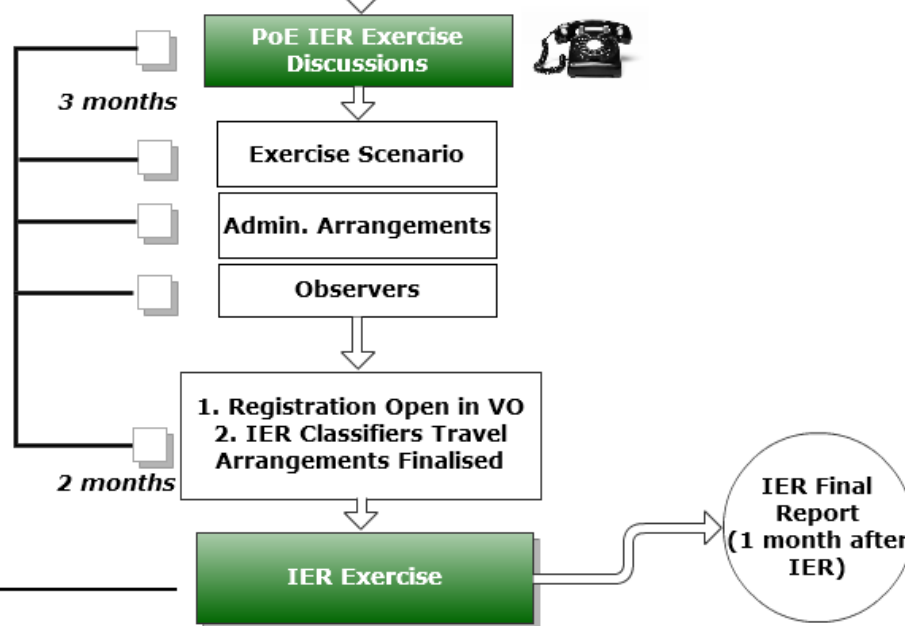 PoE IER Exercise
Discussions
3 months
Exercise Scenario
Admin. Arrangements
Observers
1. Registration Open in VO
2. IER Classifiers Travel
Arrangements Finalised
2 months
IER Final
Report
(1 month after
IER)
IER Exercise